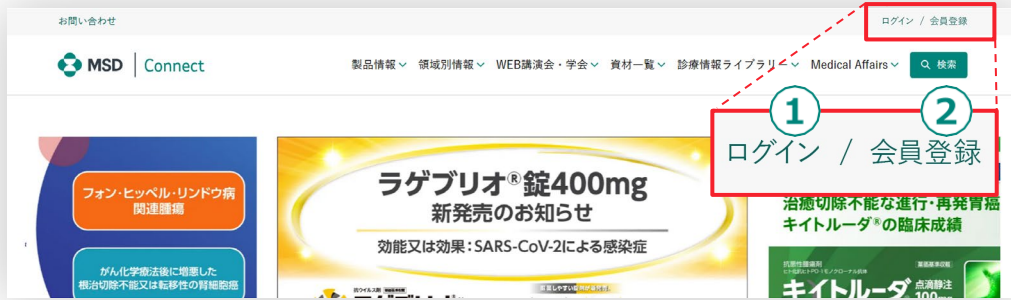 お問い合わせ
ログイン / 会員登録
MSD Connect
製品情報 領域別情報 WEB講演会・学会 資材一覧 診療情報ライブラリー Medical Affairs 検索
① ②
ログイン / 会員登録
フォン・ヒッペル・リンドウ病
関連腫瘍
がん化学療法後に増悪した
根治切除不能又は転移性の腎細胞癌
ラゲブリオ®錠400mg
新発売のお知らせ
効能又は効果：SARS-CoV-2による感染症
治癒切除不能な進行・再発胃癌
キイトルーダ®の臨床成績
抗悪性腫瘍剤
薬価基準収載
キイトルーダ 点滴静注
100mg